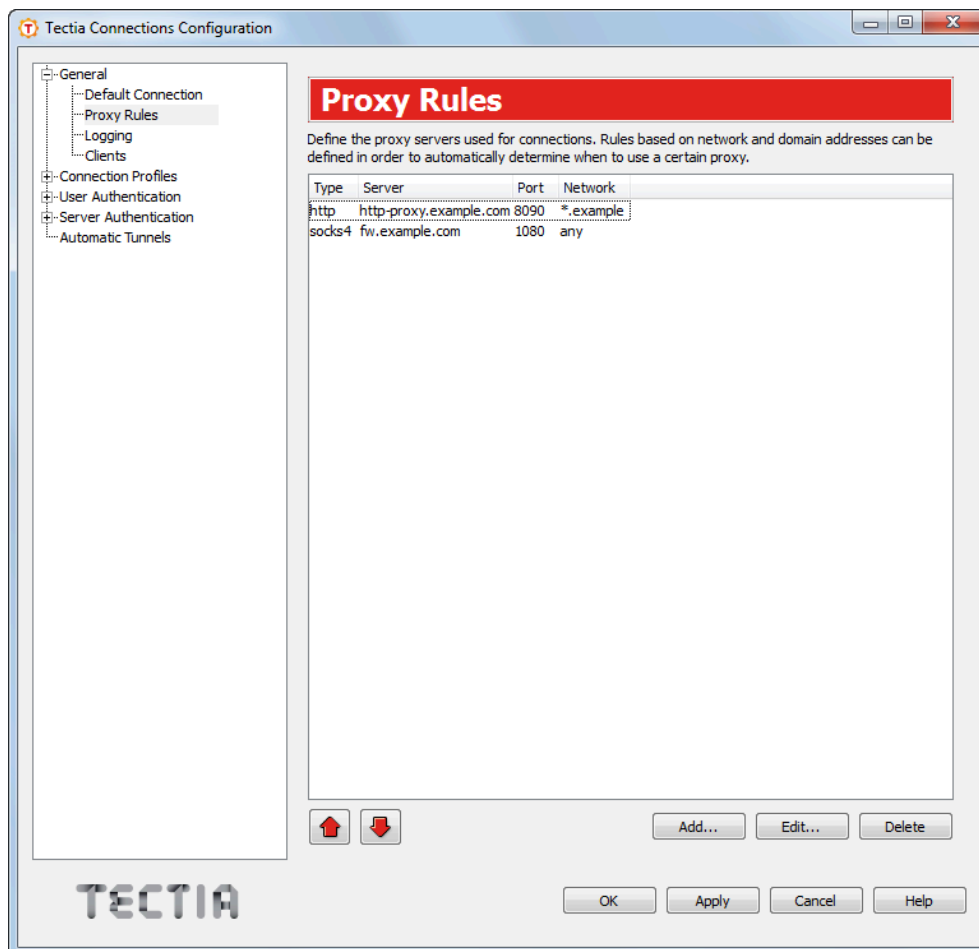 Tectia Connections Configuration
General
Default Connection
Proxy Rules
Logging
Clients
Connection Profiles
User Authentication
Server Authentication
Automatic Tunnels
Proxy Rules
Define the proxy servers used for connections. Rules based on network and domain addresses can be
defined in order to automatically determine when to use a certain proxy.
Type Server Port Network
http http-proxy.example.com 8090 *.example
socks4 fw.example.com 1080 any
Add... Edit... Delete
TECTIA
OK Apply Cancel Help